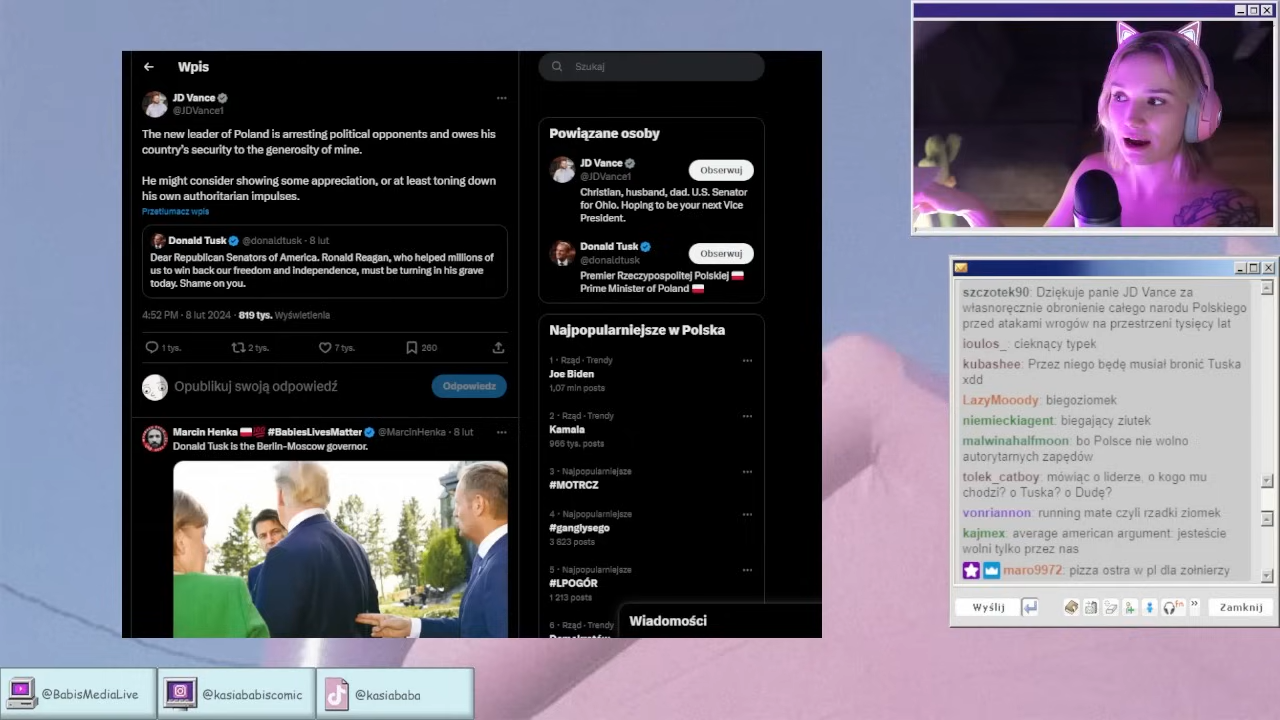 Wpis
JD Vance
@JDVance1
The new leader of Poland is arresting political opponents and owes his
country's security to the generosity of mine.
He might consider showing some appreciation, or at least toning down
his own authoritarian impulses.
Przetłumacz wpis
Donald Tusk @donaldtusk · 8 lut
Dear Republican Senators of America. Ronald Reagan, who helped millions of
us to win back our freedom and independence, must be turning in his grave
today. Shame on you.
4:52 PM · 8 lut 2024 · 819 tys. Wyświetlenia
1 tys.
2 tys.
7 tys.
260
Opublikuj swoją odpowiedź
Odpowiedz
Marcin Henka 🇵🇱💯 #BabiesLivesMatter @MarcinHenka · 8 lut
Donald Tusk is the Berlin-Moscow governor.
Szukaj
Powiązane osoby
JD Vance
@JDVance1
Obserwuj
Christian, husband, dad. U.S. Senator
for Ohio. Hoping to be your next Vice
President.
Donald Tusk
@donaldtusk
Obserwuj
Premier Rzeczypospolitej Polskiej 🇵🇱
Prime Minister of Poland 🇵🇱
Najpopularniejsze w Polska
1 · Rząd · Trendy
Joe Biden
1,07 mln posts
2 · Rząd · Trendy
Kamala
966 tys. posts
3 · Najpopularniejsze
#MOTRCZ
4 · Najpopularniejsze
#ganglysego
3 823 posts
5 · Najpopularniejsze
#LPOGÓR
1 213 posts
6 · Rząd · Trendy
Wiadomości
szczotek90: Dziękuje panie JD Vance za
własnoręcznie obronienie całego narodu Polskiego
przed atakami wrogów na przestrzeni tysięcy lat
ioulos_: cieknący typek
kubashee: Przez niego będę musiał bronić Tuska
xdd
LazyMooody: biegoziomek
niemieckiagent: biegający ziutek
malwinahalfmoon: bo Polsce nie wolno
autorytarnych zapędów
tolek_catboy: mówiąc o liderze, o kogo mu
chodzi? o Tuska? o Dudę?
vonriannon: running mate czyli rzadki ziomek
kajmex: average american argument: jesteście
wolni tylko przez nas
maro9972: pizza ostra w pl dla zołnierzy
Wyślij
Zamknij
@BabisMediaLive
@kasiababiscomic
@kasiababa